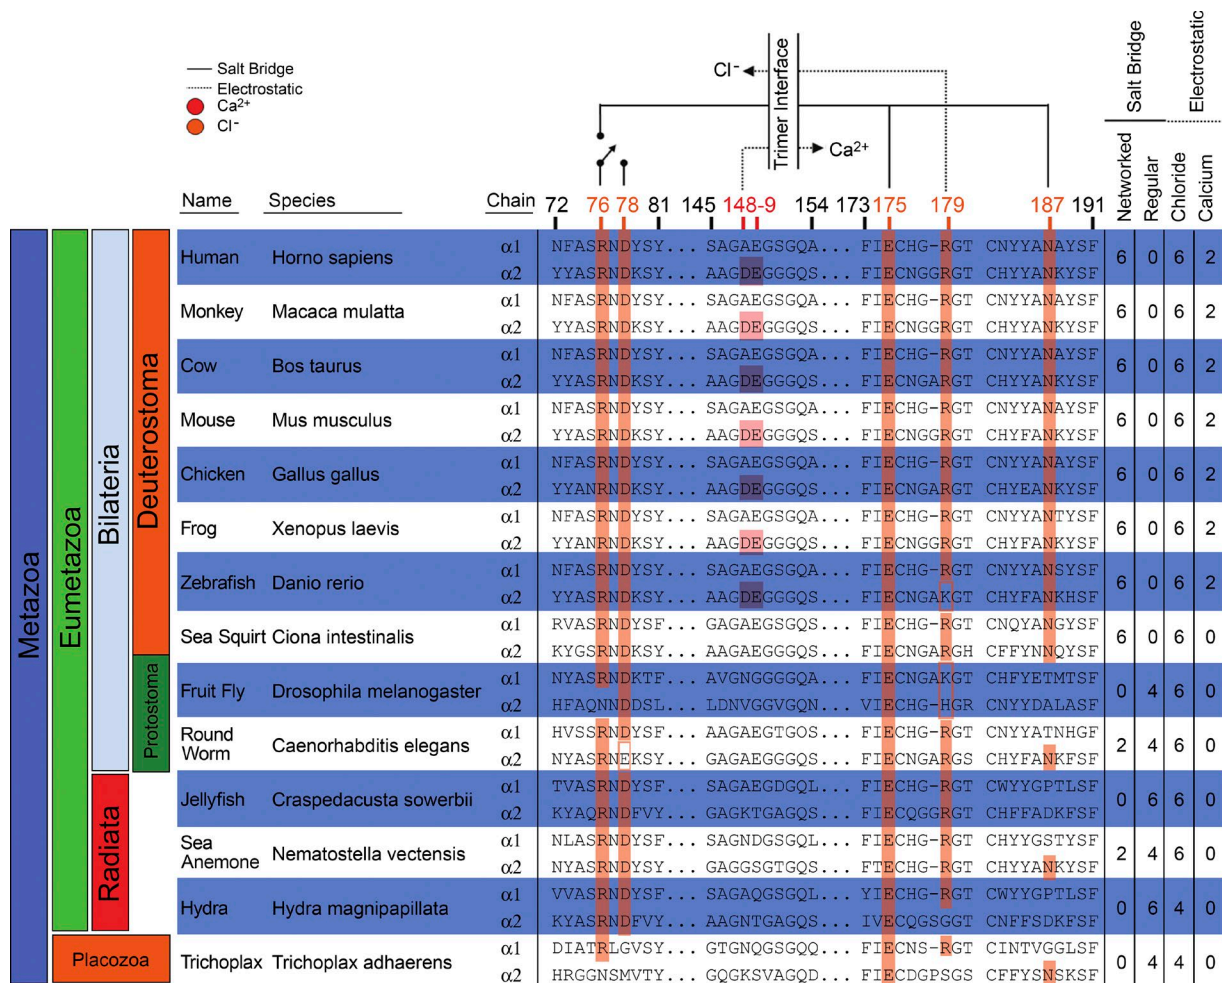 Salt Bridge
Electrostatic
Ca2+
Cl-
Cl-
Trimer Interface
Ca2+
Salt Bridge
Electrostatic
Name Species Chain 72 76 78 81 145 148-9 154 173 175 179 187 191 Networked Regular Chloride Calcium
Metazoa
Eumetazoa
Bilateria
Deuterostoma
Protostoma
Radiata
Placozoa
Human Horno sapiens 6 0 6 2
α1 NFASRNDYSY...SAGAEGSGQA...FIECHG-RGT CNYYANAYSF
α2 YYASRNDKSY...AAGDEGGGQS...FIECNGGRGT CHYYANKYSF
Monkey Macaca mulatta 6 0 6 2
α1 NFASRNDYSY...SAGAEGSGQA...FIECHG-RGT CNYYANAYSF
α2 YYASRNDKSY...AAGDEGGGQS...FIECNGGRGT CHYYANKYSF
Cow Bos taurus 6 0 6 2
α1 NFASRNDYSY...SAGAEGSGQA...FIECHG-RGT CNYYANAYSF
α2 YYASRNDKSY...AAGDEGGGQS...FIECNGARGT CHYYANKYSF
Mouse Mus musculus 6 0 6 2
α1 NFASRNDYSY...SAGAEGSGQA...FIECHG-RGT CNYYANAYSF
α2 YYASRNDKSY...AAGDEGGGQS...FIECNGGRGT CHYFANKYSF
Chicken Gallus gallus 6 0 6 2
α1 NFASRNDYSY...SAGAEGSGQA...FIECHG-RGT CNYYANAYSF
α2 YYANRNDKSY...AAGDEGGGQS...FIECNGARGT CHYEANKYSF
Frog Xenopus laevis 6 0 6 2
α1 NFASRNDYSY...SAGAEGSGQA...FIECHG-RGT CNYYANTYSF
α2 YYANRNDKSY...AAGDEGGGQS...FIECNGGRGT CHYFANKYSF
Zebrafish Danio rerio 6 0 6 2
α1 NFASRNDYSY...SAGAEGSGQA...FIECHG-RGT CNYYANSYSF
α2 YYASRNDKSY...AAGDEGGGQS...FIECNGAKGT CHYFANKHSF
Sea Squirt Ciona intestinalis 6 0 6 0
α1 RVASRNDYSF...GAGAEGSGQA...FIECHG-RGT CNQYANGYSF
α2 KYGSRNDKSY...SAGAEGSGQS...FIECNGARGH CFFYNNQYSF
Fruit Fly Drosophila melanogaster 0 4 6 0
α1 NYASRNDKTF...AVGNGGGGQS...FIECNGAKGT CHFYETMTSF
α2 HFAQNNDDSL...LDNVGGVGQN...VIECHG-HGR CNYYDALASF
Round Worm Caenorhabditis elegans 2 4 6 0
α1 HVSSRNDYSF...AAGAEGTGQS...FIECHG-RGT CNYYATNHGF
α2 NYASRNEKSY...GAGAEGSGQS...FIECNGARGS CHYFANKFSF
Jellyfish Craspedacusta sowerbii 0 6 6 0
α1 TVASRNDYSF...SAGAEGDGQL...FIECHG-RGT CWYYGPTLSF
α2 KYAQRNDFVY...SAGKTGAGQS...FIECQGGRGT CHFFADKFSF
Sea Anemone Nematostella vectensis 2 4 6 0
α1 NLASRNDYSF...SAGNDGSGQL...FIECHG-RGT CHYYGSTYSF
α2 NYASRNDYSY...GAGGSGTGQS...FTECHG-RGT CHYYANKYSF
Hydra Hydra magnipapillata 0 6 4 0
α1 VVASRNDYSF...SAGAQGSGQL...YIECHG-RGT CWYYGPTLSF
α2 KYASRNDFVY...AAGNTGAGQS...IVECQGSGGT CNFFSDKFSF
Trichoplax Trichoplax adhaerens 0 4 4 0
α1 DIATRLGVSY...GTGNQGSGQQ...FIECNS-RGT CINTVGGLSF
α2 HRGGNSMVTY...GQGKSVAGQD...FIECDGPSGS CFFYSNSKSF